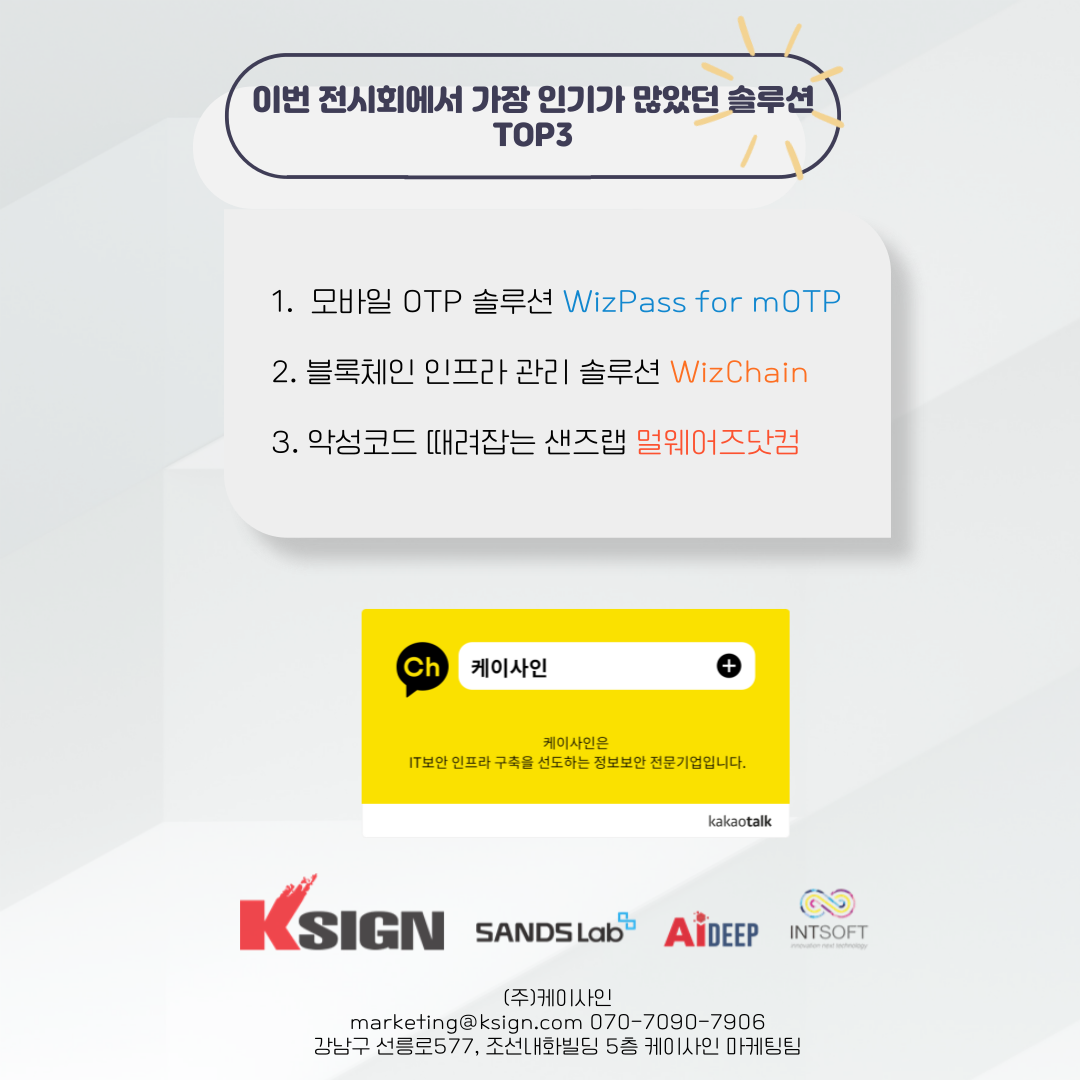 이번 전시회에서 가장 인기가 많았던 솔루션
TOP3
1. 모바일 OTP 솔루션 WizPass for mOTP
2. 블록체인 인프라 관리 솔루션 WizChain
3. 악성코드 때려잡는 샌즈랩 멀웨어즈닷컴
Ch 케이사인
케이사인은
IT보안 인프라 구축을 선도하는 정보보안 전문기업입니다.
kakaotalk
KSIGN SANDS Lab AiDEEP INTSOFT
innovation next technology
(주)케이사인
marketing@ksign.com 070-7090-7906
강남구 선릉로577, 조선내화빌딩 5층 케이사인 마케팅팀